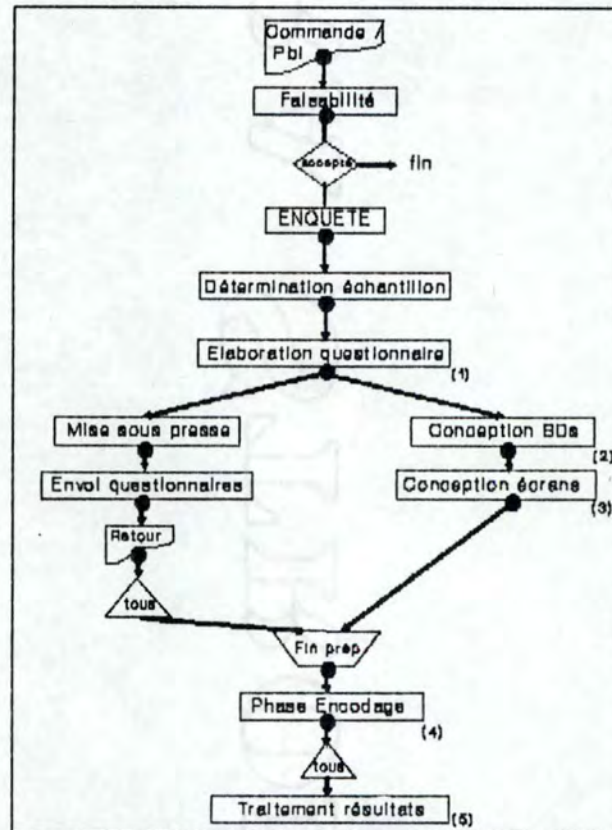 Commande /
Pbl
Faisabilité
accepté
fin
ENQUETE
Détermination échantillon
Elaboration questionnaire
(1)
Mise sous presse
Conception BDs
(2)
Envoi questionnaires
Conception écrans
(3)
Retour
tous
Fin prép
Phase Encodage
(4)
tous
Traitement résultats
(5)